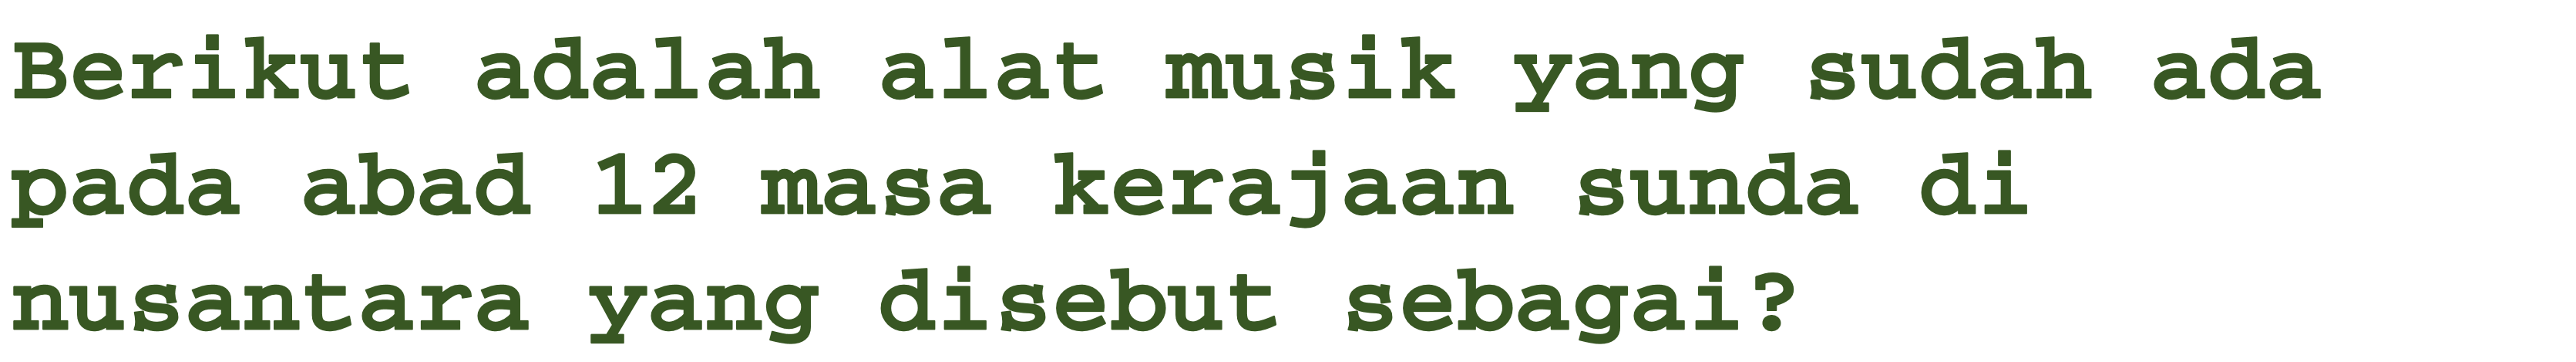 Berikut adalah alat musik yang sudah ada
pada abad 12 masa kerajaan sunda di
nusantara yang disebut sebagai?